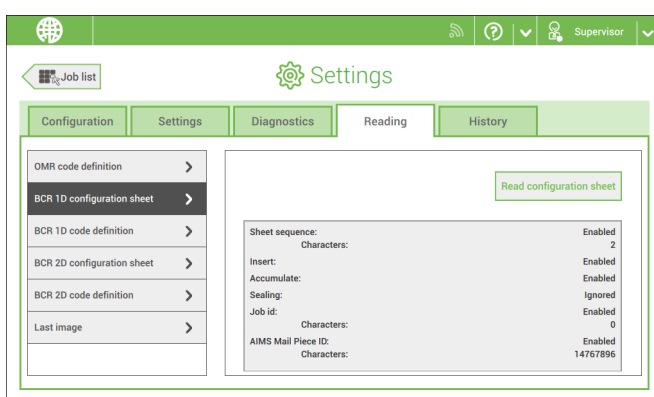 Supervisor
Job list
Settings
Configuration
Settings
Diagnostics
Reading
History
OMR code definition
BCR 1D configuration sheet
BCR 1D code definition
BCR 2D configuration sheet
BCR 2D code definition
Last image
Read configuration sheet
Sheet sequence: Enabled
Characters: 2
Insert: Enabled
Accumulate: Enabled
Sealing: Ignored
Job id: Enabled
Characters: 0
AIMS Mail Piece ID: Enabled
Characters: 14767896